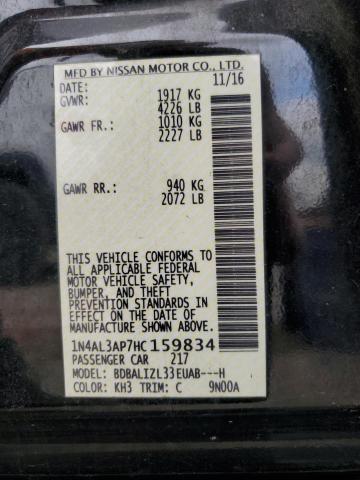 MFD BY NISSAN MOTOR CO., LTD.
DATE: 11/16
GVWR: 1917 KG
4226 LB
GAWR FR.: 1010 KG
2227 LB
GAWR RR.: 940 KG
2072 LB
THIS VEHICLE CONFORMS TO
ALL APPLICABLE FEDERAL
MOTOR VEHICLE SAFETY,
BUMPER, AND THEFT
PREVENTION STANDARDS IN
EFFECT ON THE DATE OF
MANUFACTURE SHOWN ABOVE.
1N4AL3AP7HC159834
PASSENGER CAR 217
MODEL: BDBALIZL33EUAB---H
COLOR: KH3 TRIM: C 9N00A